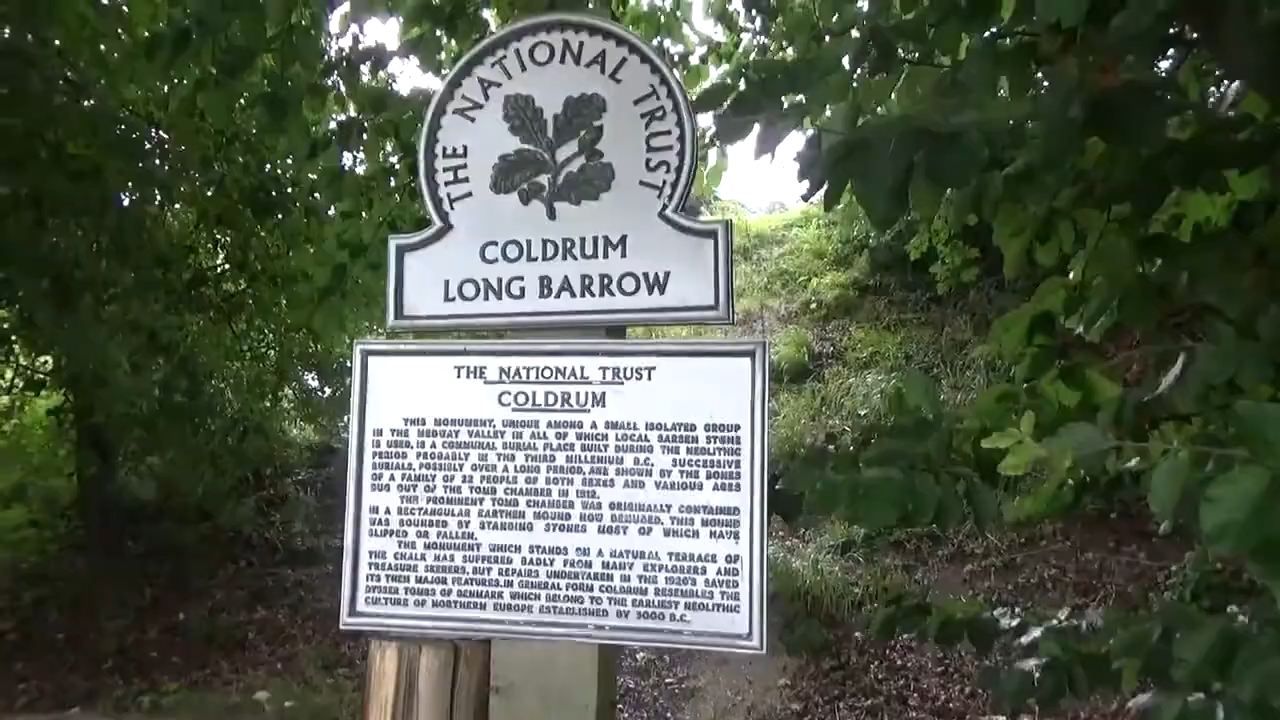 THE NATIONAL TRUST
COLDRUM
LONG BARROW
THE NATIONAL TRUST
COLDRUM
THIS MONUMENT, UNIQUE AMONG A SMALL ISOLATED GROUP
IN THE MEDWAY VALLEY IN ALL OF WHICH LOCAL SARSEN STONE
IS USED, IS A COMMUNAL BURIAL PLACE BUILT DURING THE NEOLITHIC
PERIOD PROBABLY IN THE THIRD MILLENIUM B.C. SUCCESSIVE
BURIALS, POSSIBLY OVER A LONG PERIOD, ARE SHOWN BY THE BONES
OF A FAMILY OF 22 PEOPLE OF BOTH SEXES AND VARIOUS AGES
DUG OUT OF THE TOMB CHAMBER IN 1912.
THE PROMINENT TOMB CHAMBER WAS ORIGINALLY CONTAINED
IN A RECTANGULAR EARTHEN MOUND NOW DENUDED. THIS MOUND
WAS BOUNDED BY STANDING STONES MOST OF WHICH HAVE
SLIPPED OR FALLEN.
THE MONUMENT WHICH STANDS ON A NATURAL TERRACE OF
THE CHALK HAS SUFFERED BADLY FROM MANY EXPLORERS AND
TREASURE SEEKERS, BUT REPAIRS UNDERTAKEN IN THE 1920'S SAVED
ITS THEN MAJOR FEATURES. IN GENERAL FORM COLDRUM RESEMBLES THE
DYSSER TOMBS OF DENMARK WHICH BELONG TO THE EARLIEST NEOLITHIC
CULTURE OF NORTHERN EUROPE ESTABLISHED BY 3000 B.C.